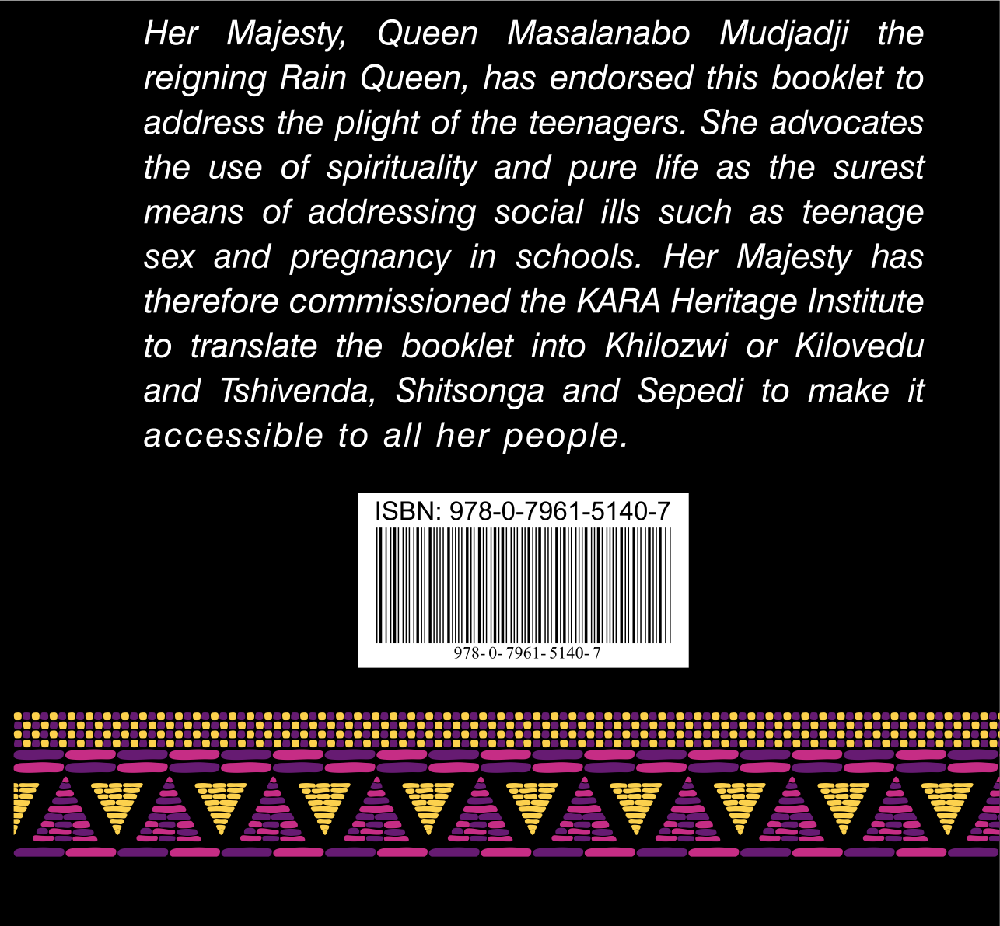 Her Majesty, Queen Masalanabo Mudjadji the
reigning Rain Queen, has endorsed this booklet to
address the plight of the teenagers. She advocates
the use of spirituality and pure life as the surest
means of addressing social ills such as teenage
sex and pregnancy in schools. Her Majesty has
therefore commissioned the KARA Heritage Institute
to translate the booklet into Khilozwi or Kilovedu
and Tshivenda, Shitsonga and Sepedi to make it
accessible to all her people.
ISBN: 978-0-7961-5140-7
978- 0- 7961- 5140- 7